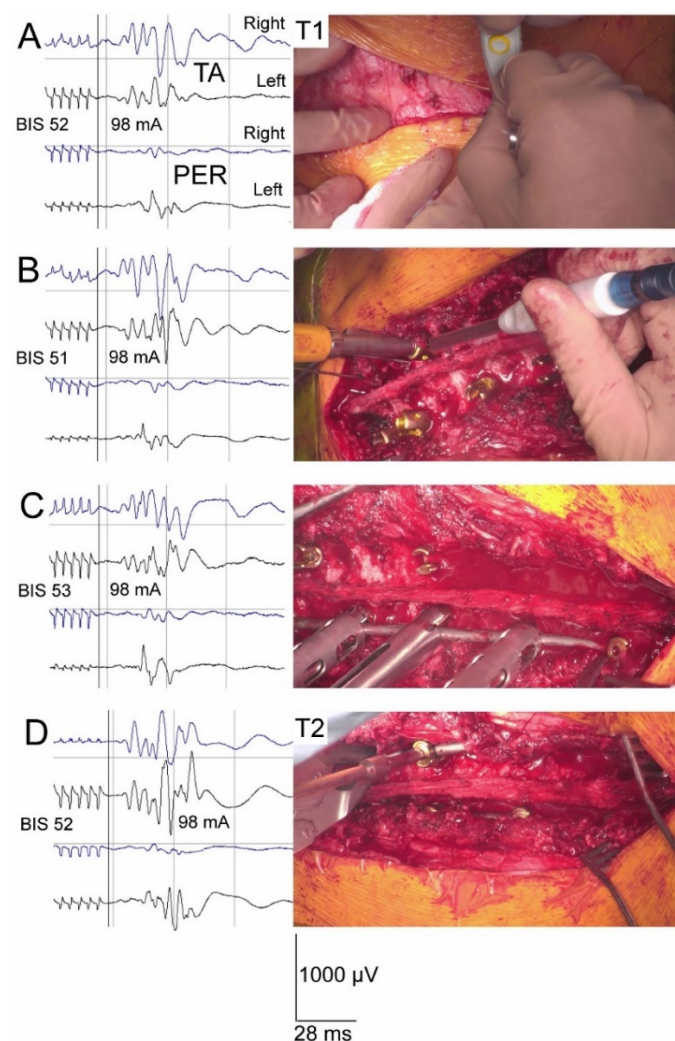 A
Right
T1
TA
Left
BIS 52
98 mA
Right
PER
Left
B
BIS 51
98 mA
C
BIS 53
98 mA
D
T2
BIS 52
98 mA
1000 µV
28 ms